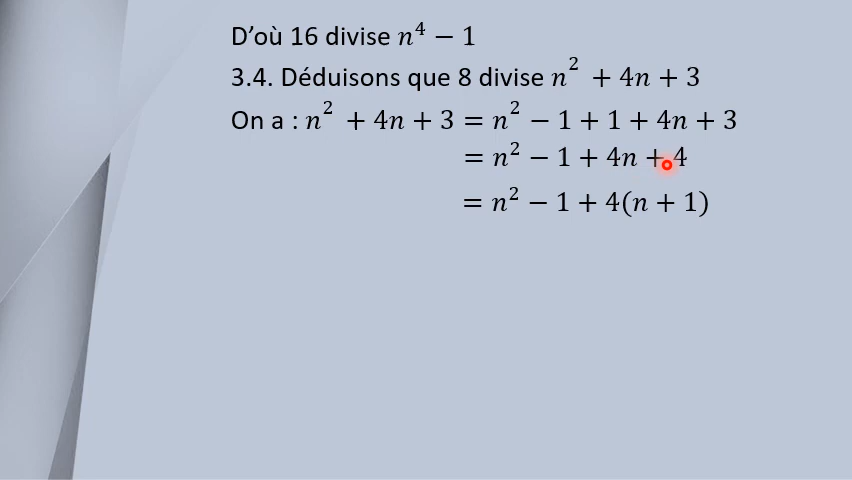 D’où 16 divise n⁴ − 1
3.4. Déduisons que 8 divise n² + 4n + 3
On a : n² + 4n + 3 = n² − 1 + 1 + 4n + 3
= n² − 1 + 4n + 4
= n² − 1 + 4(n + 1)